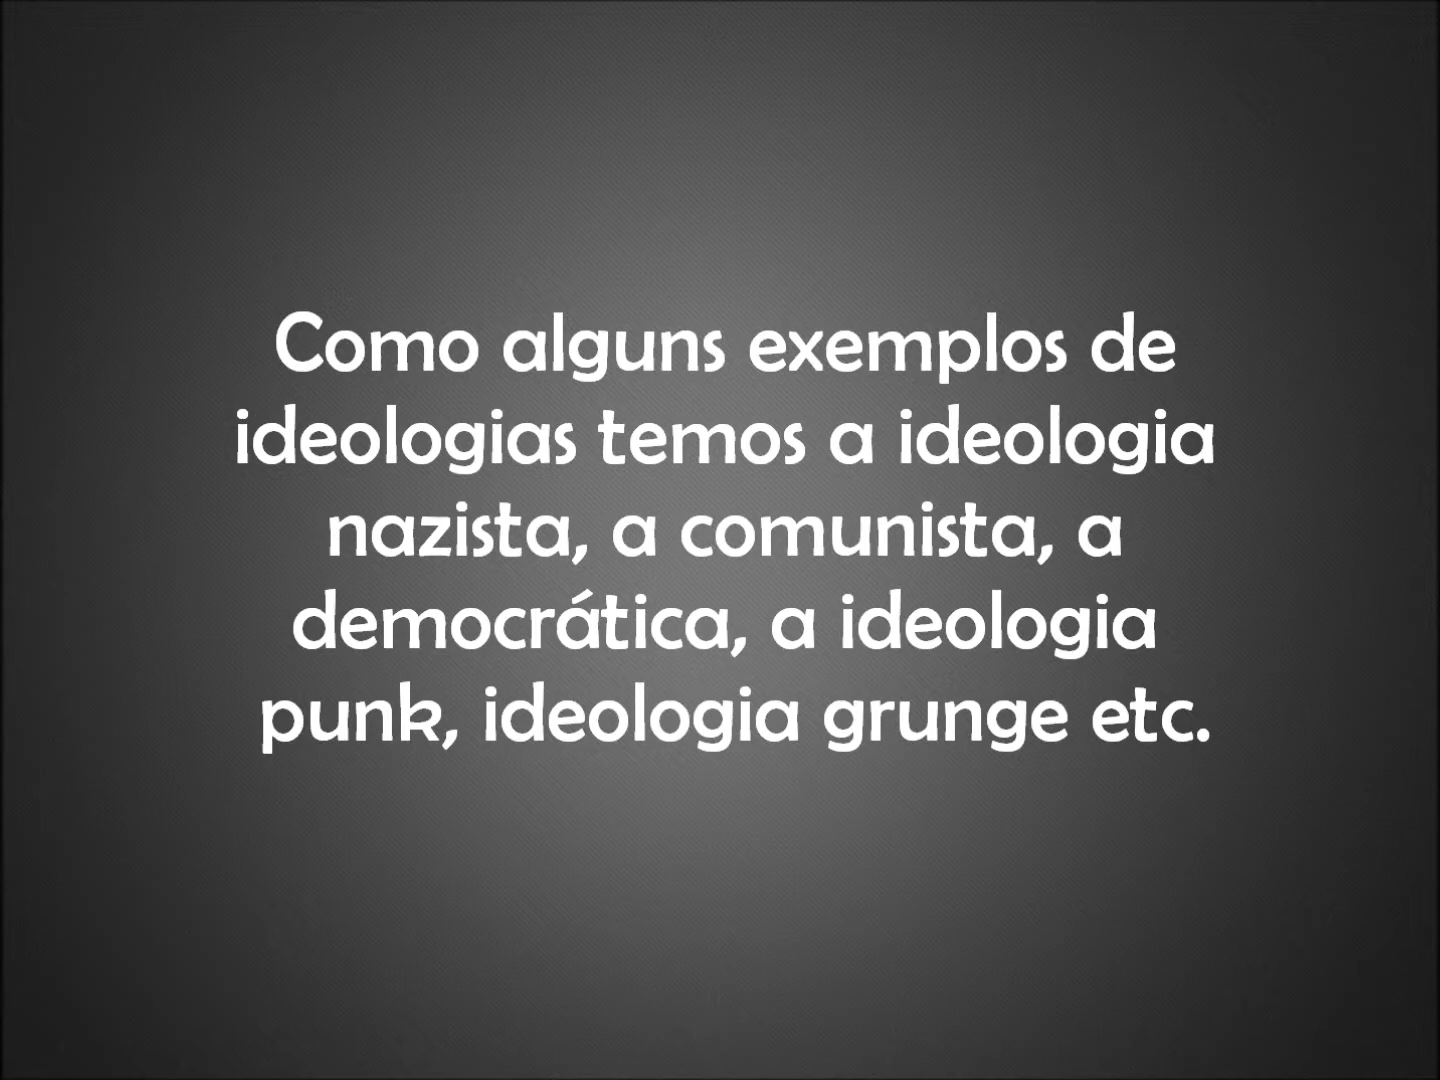 Como alguns exemplos de
ideologias temos a ideologia
nazista, a comunista, a
democrática, a ideologia
punk, ideologia grunge etc.